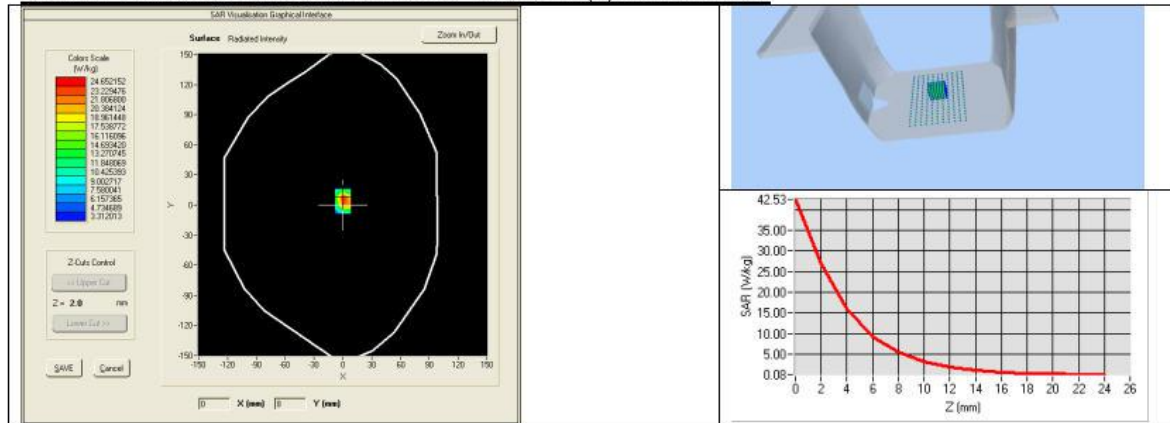 SAR Visualisation Graphical Interface
Surface Radiated Intensity
Zoom In/Out
Colors Scale
(W/kg)
24.652152
23.229476
21.806800
20.384124
18.961448
17.538772
16.116096
14.693420
13.270745
11.848069
10.425393
9.002717
7.580041
6.157365
4.734689
3.312013
Z-Cuts Control
<< Upper Cut
Z = 2.0 mm
Lower Cut >>
SAVE Cancel
150
120
90
60
30
0
-30
-60
-90
-120
-150
Y
-150 -120 -90 -60 -30 0 30 60 90 120 150
X
0 X (mm) 0 Y (mm)
42.53
35.00
30.00
25.00
20.00
15.00
10.00
5.00
0.08
SAR (W/kg)
0 2 4 6 8 10 12 14 16 18 20 22 24 26
Z (mm)